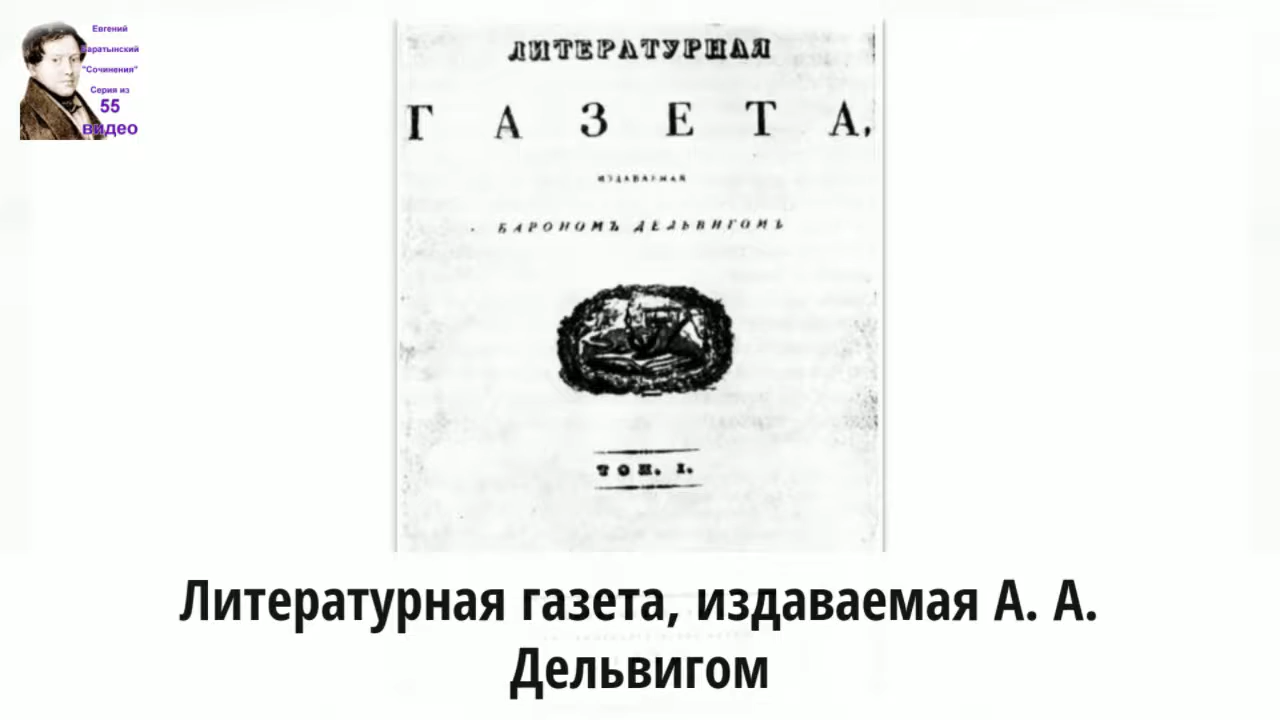 Евгений
Баратынский
"Сочинения"
Серия из
55
видео
ЛИТЕРАТУРНАЯ
ГАЗЕТА,
ИЗДАВАЕМАЯ
БАРОНОМЪ ДЕЛЬВИГОМЪ
ТОМ. I.
Литературная газета, издаваемая А. А.
Дельвигом